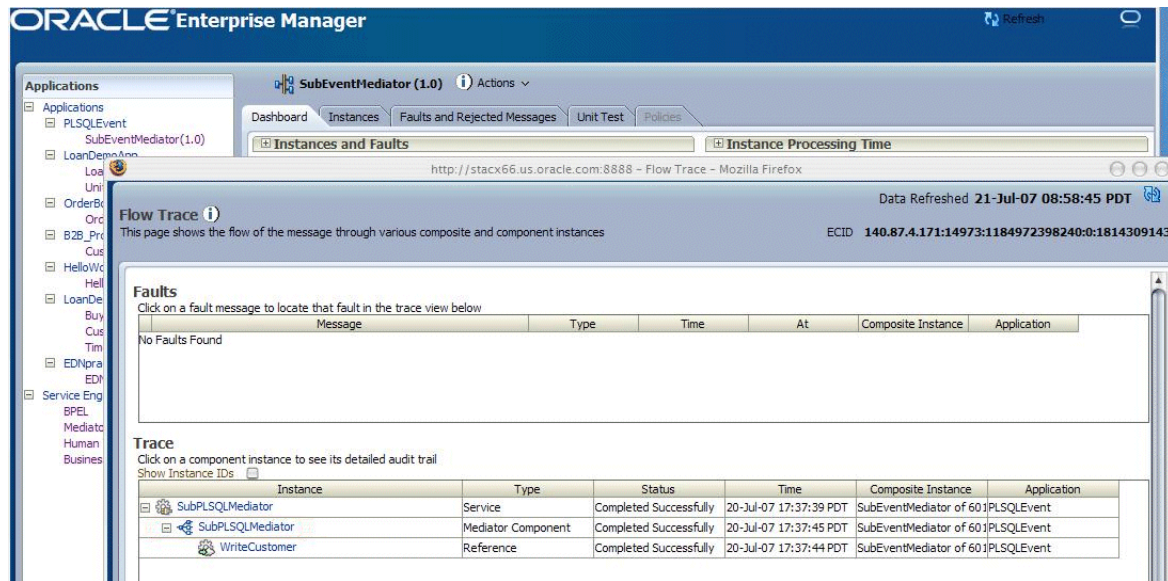 ORACLE Enterprise Manager
Refresh
Applications
SubEventMediator (1.0) i Actions
Applications
PLSQLEvent
SubEventMediator(1.0)
LoanDemoApp
Dashboard Instances Faults and Rejected Messages Unit Test Policies
Instances and Faults Instance Processing Time
http://stacx66.us.oracle.com:8888 - Flow Trace - Mozilla Firefox
Loa
Uni
OrderBo
Ord
B2B_Pro
Cus
HelloWo
Hell
LoanDe
Buy
Cus
Tim
EDNpra
EDN
Service Eng
BPEL
Mediato
Human
Busines
Data Refreshed 21-Jul-07 08:58:45 PDT
Flow Trace i
This page shows the flow of the message through various composite and component instances
ECID 140.87.4.171:14973:1184972398240:0:1814309143
Faults
Click on a fault message to locate that fault in the trace view below
Message Type Time At Composite Instance Application
No Faults Found
Trace
Click on a component instance to see its detailed audit trail
Show Instance IDs
Instance Type Status Time Composite Instance Application
SubPLSQLMediator Service Completed Successfully 20-Jul-07 17:37:39 PDT SubEventMediator of 601 PLSQLEvent
SubPLSQLMediator Mediator Component Completed Successfully 20-Jul-07 17:37:45 PDT SubEventMediator of 601 PLSQLEvent
WriteCustomer Reference Completed Successfully 20-Jul-07 17:37:44 PDT SubEventMediator of 601 PLSQLEvent